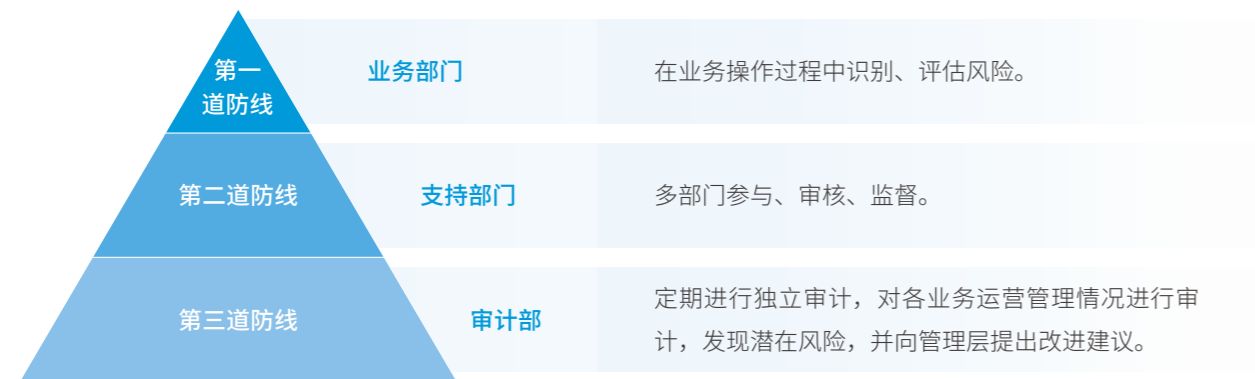 第一
道防线
业务部门
在业务操作过程中识别、评估风险。
第二道防线
支持部门
多部门参与、审核、监督。
第三道防线
审计部
定期进行独立审计，对各业务运营管理情况进行审
计，发现潜在风险，并向管理层提出改进建议。